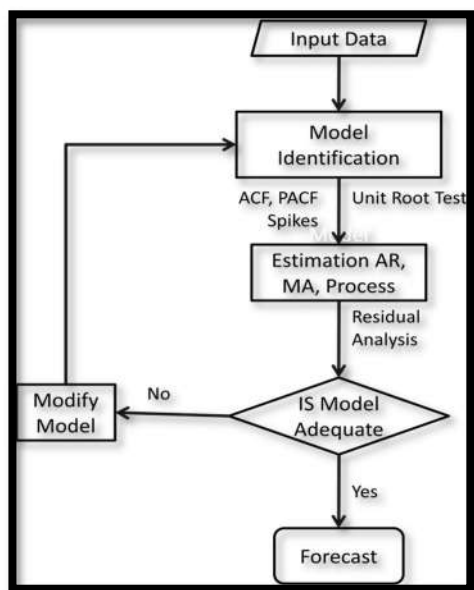 Input Data
Model
Identification
ACF, PACF
Spikes
Unit Root Test
Estimation AR,
MA, Process
Residual
Analysis
IS Model
Adequate
No
Modify
Model
Yes
Forecast